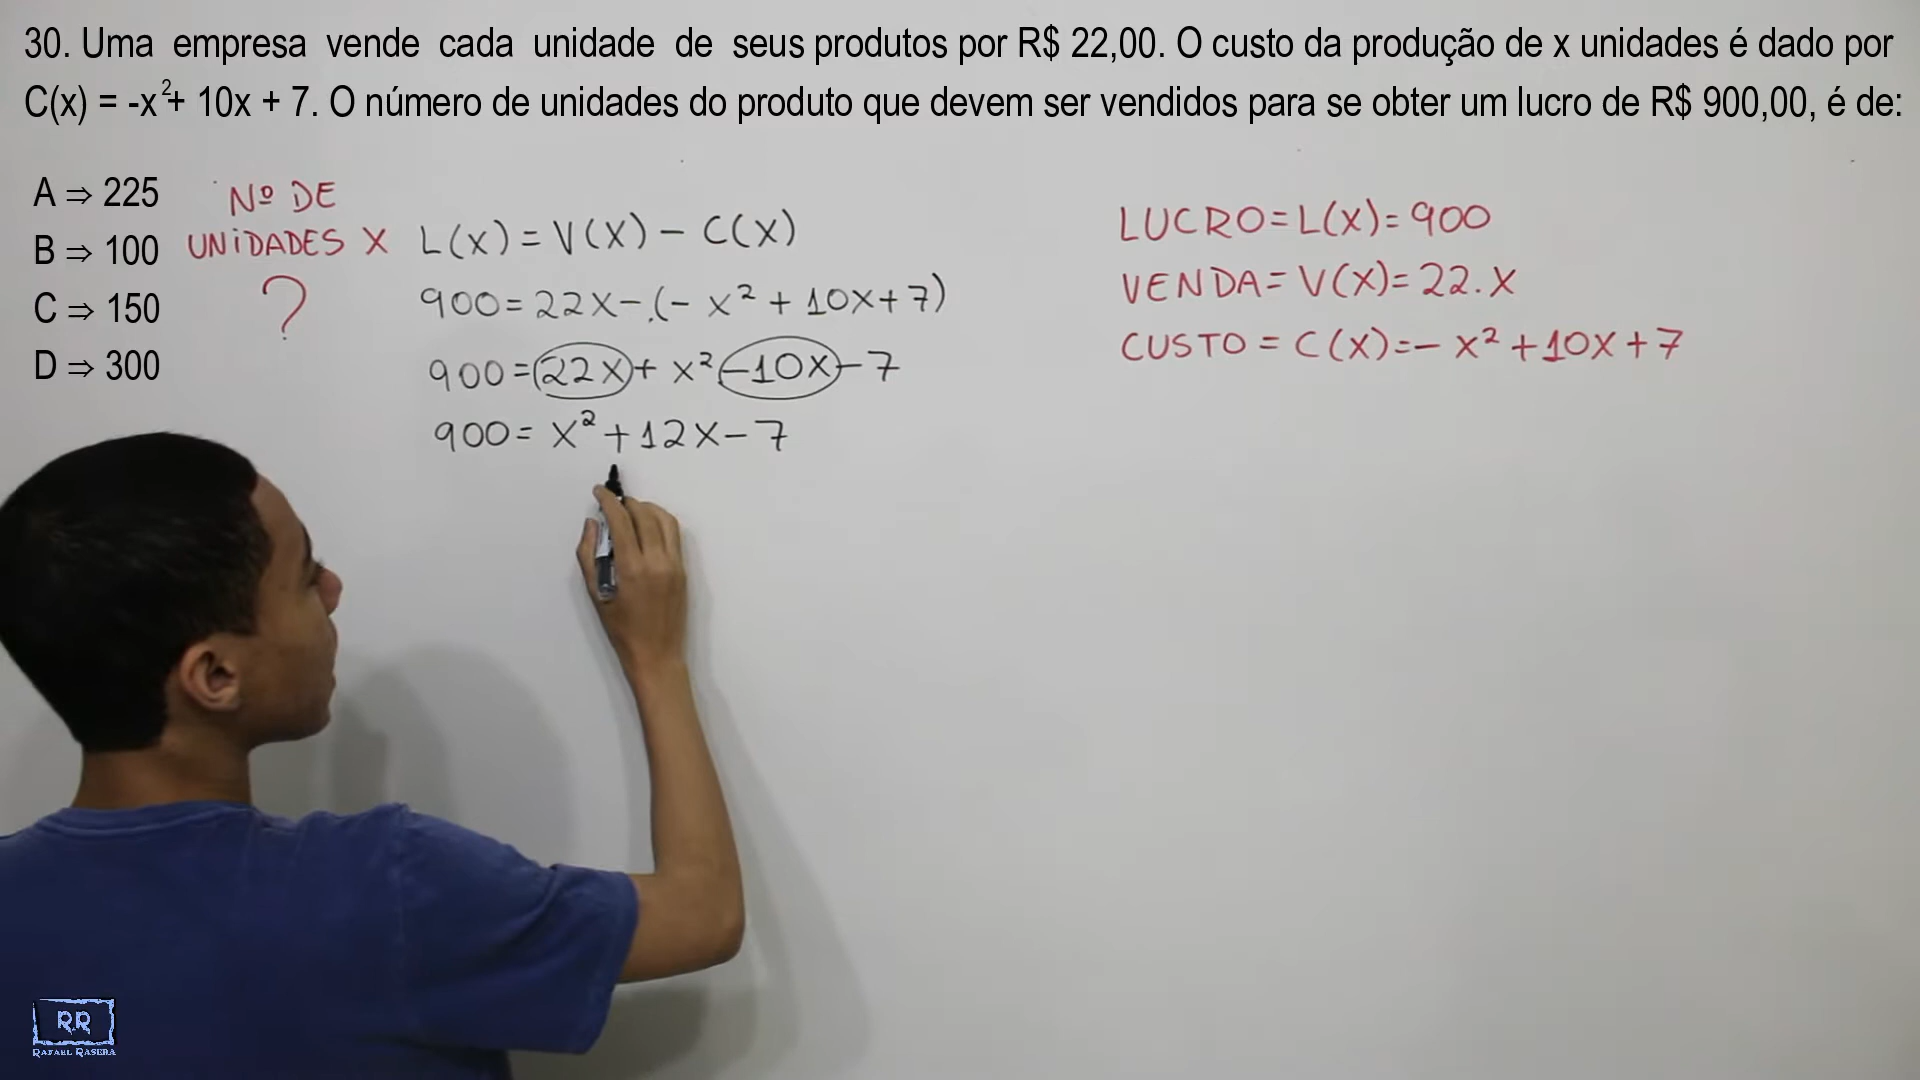 30. Uma empresa vende cada unidade de seus produtos por R$ 22,00. O custo da produção de x unidades é dado por
C(x) = -x²+ 10x + 7. O número de unidades do produto que devem ser vendidos para se obter um lucro de R$ 900,00, é de:
A ⇒ 225
B ⇒ 100
C ⇒ 150
D ⇒ 300
Nº DE
UNIDADES X
?
L(X) = V(X) - C(X)
900 = 22X - (- X² + 10X + 7)
900 = 22X + X² - 10X - 7
900 = X² + 12X - 7
LUCRO = L(X) = 900
VENDA = V(X) = 22.X
CUSTO = C(X) = - X² + 10X + 7
RR
RAFAEL RASERA